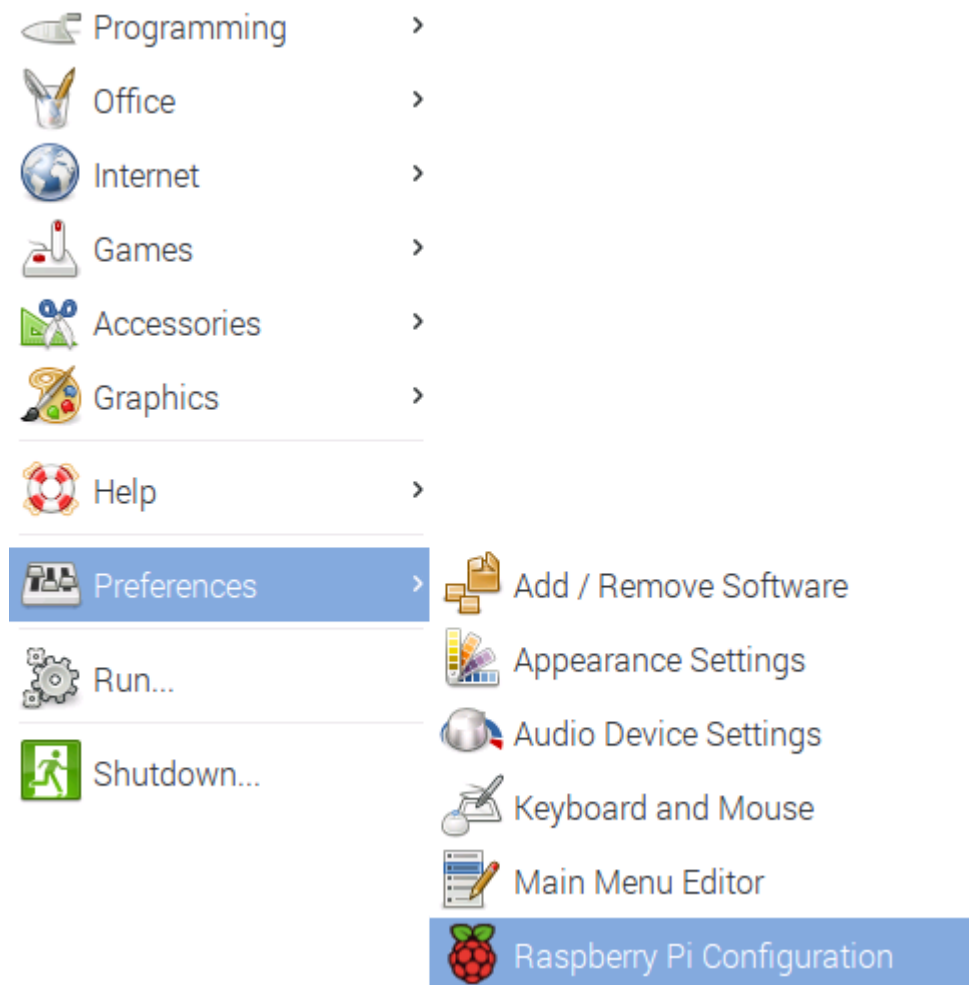 Programming
Office
Internet
Games
Accessories
Graphics
Help
Preferences
Run...
Shutdown...
Add / Remove Software
Appearance Settings
Audio Device Settings
Keyboard and Mouse
Main Menu Editor
Raspberry Pi Configuration